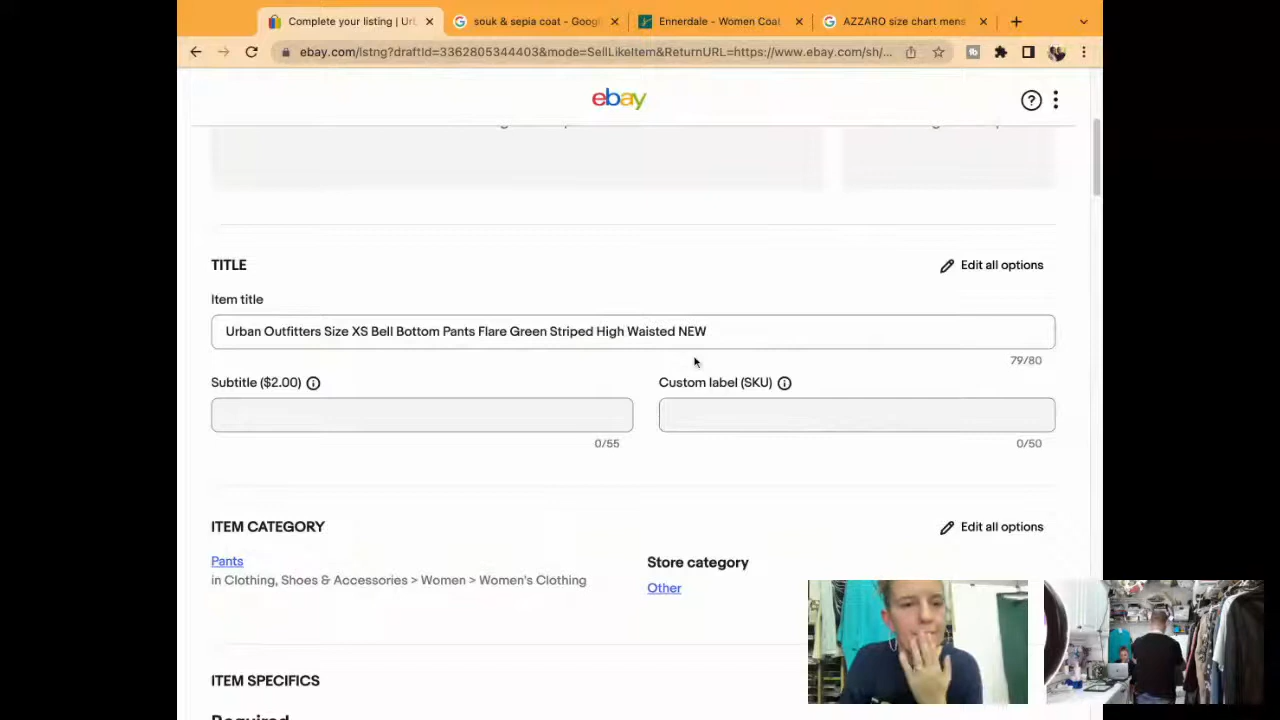 Complete your listing | Ur
souk & sepia coat - Goog
Ennerdale - Women Coat
AZZARO size chart mens
ebay.com/lstng?draftId=3362805344403&mode=SellLikeItem&ReturnURL=https://www.ebay.com/sh/...
ebay
TITLE
Edit all options
Item title
Urban Outfitters Size XS Bell Bottom Pants Flare Green Striped High Waisted NEW
79/80
Subtitle ($2.00)
Custom label (SKU)
0/55
0/50
ITEM CATEGORY
Edit all options
Pants
in Clothing, Shoes & Accessories > Women > Women's Clothing
Store category
Other
ITEM SPECIFICS
Required